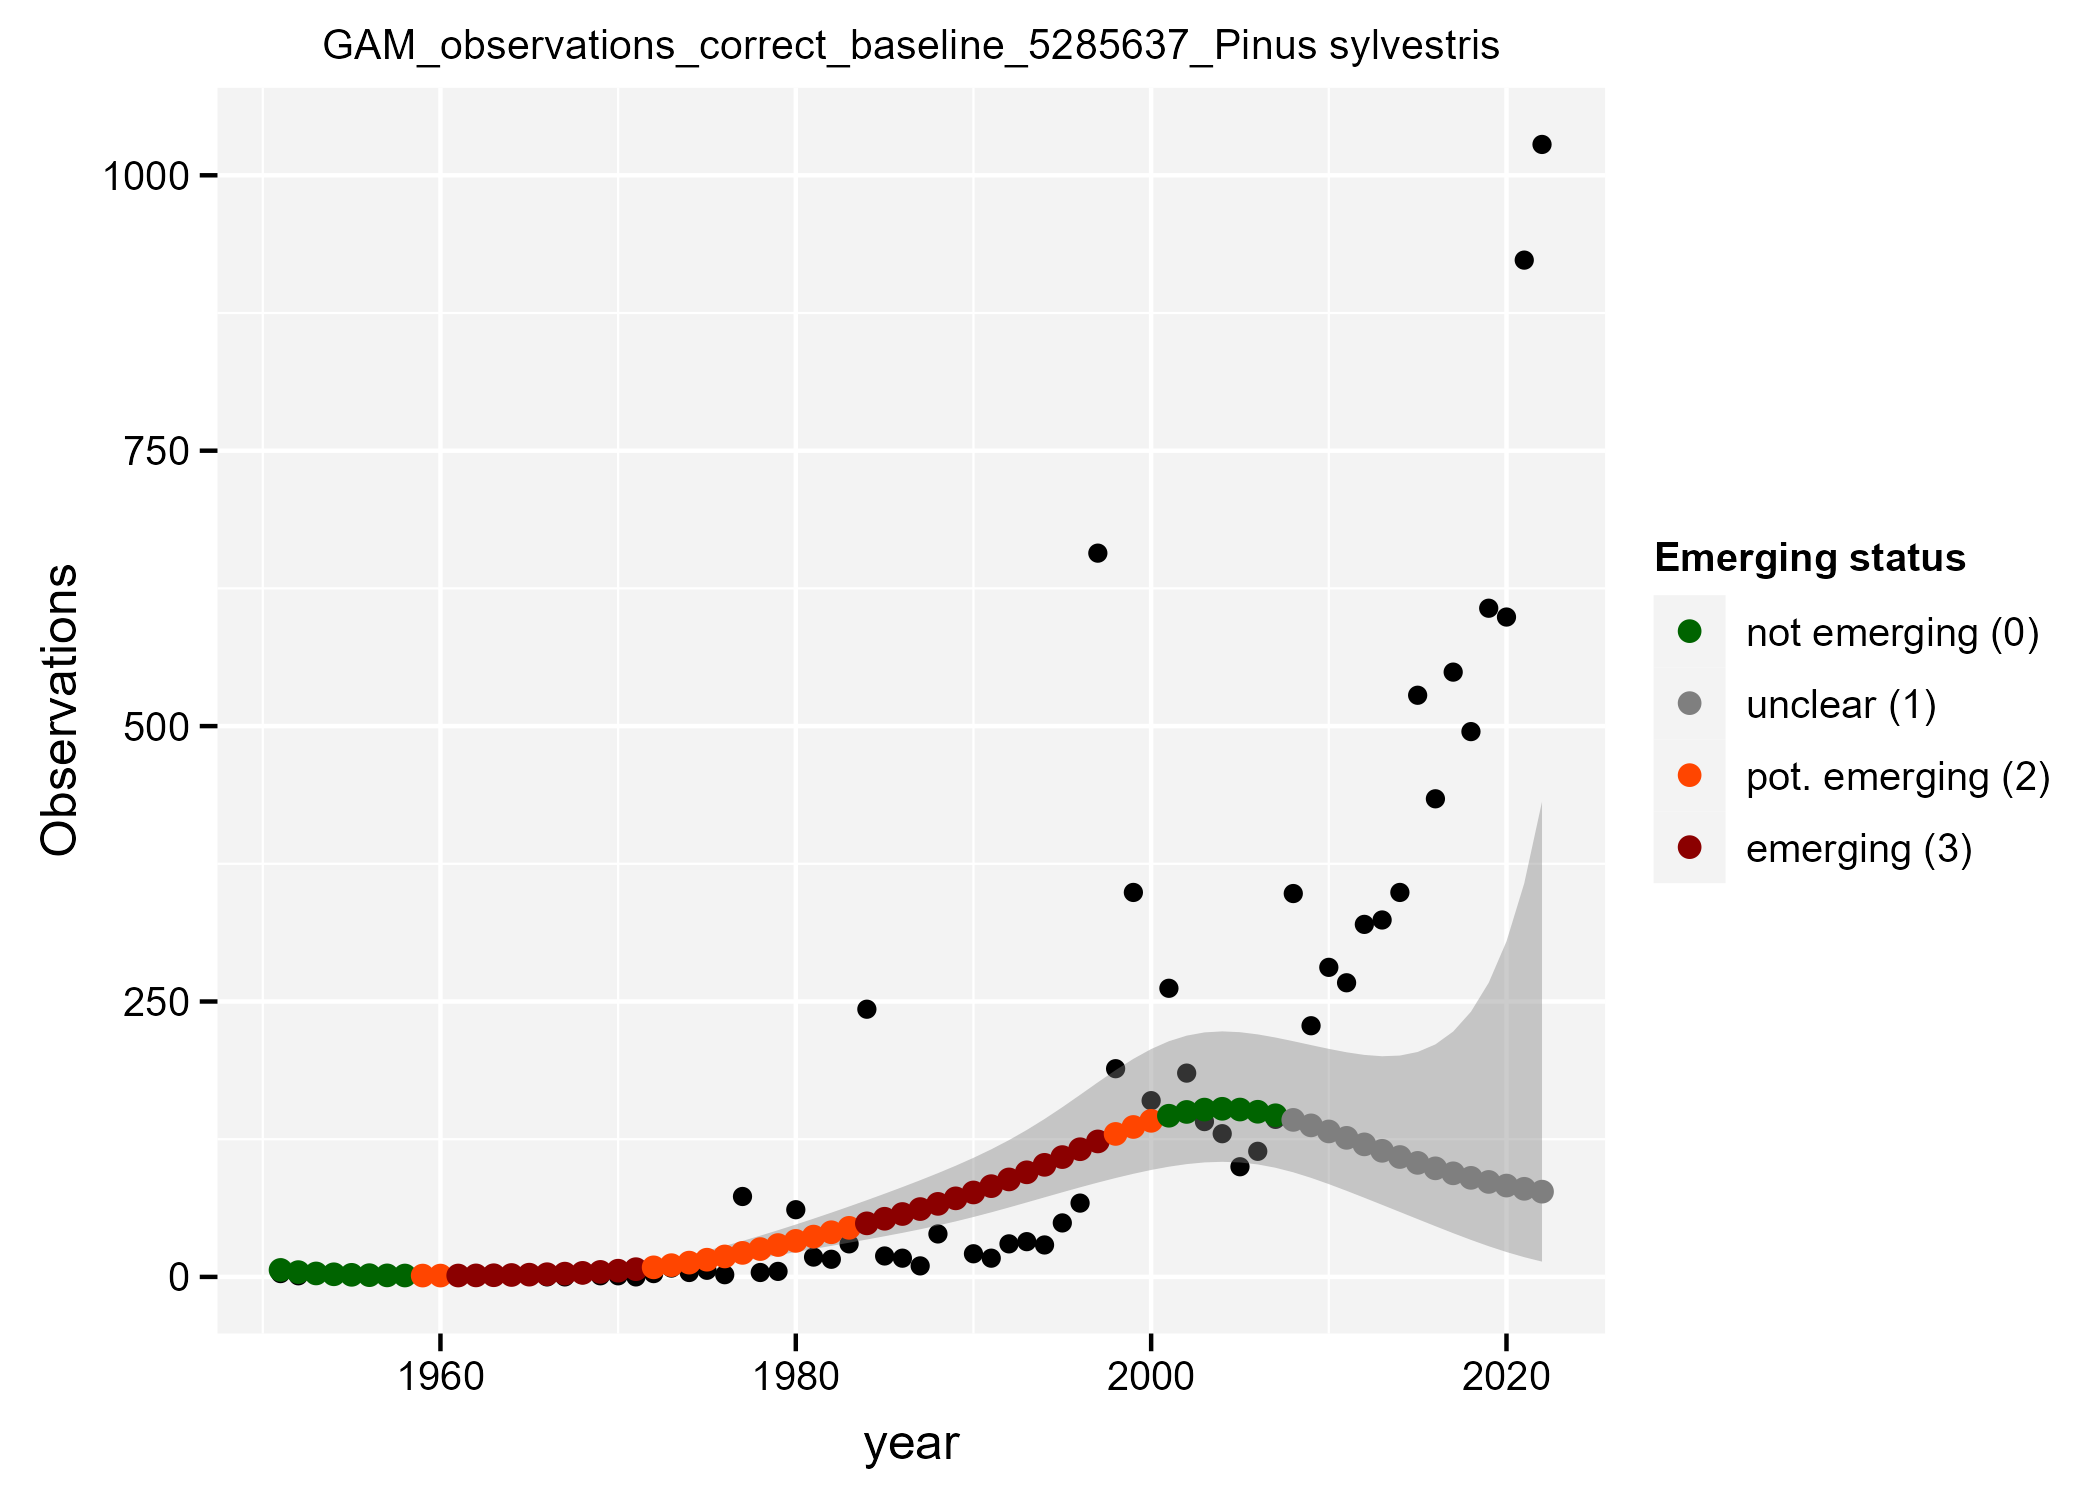 GAM_observations_correct_baseline_5285637_Pinus sylvestris
1000
750
500
250
0
Observations
1960 1980 2000 2020
year
Emerging status
not emerging (0)
unclear (1)
pot. emerging (2)
emerging (3)